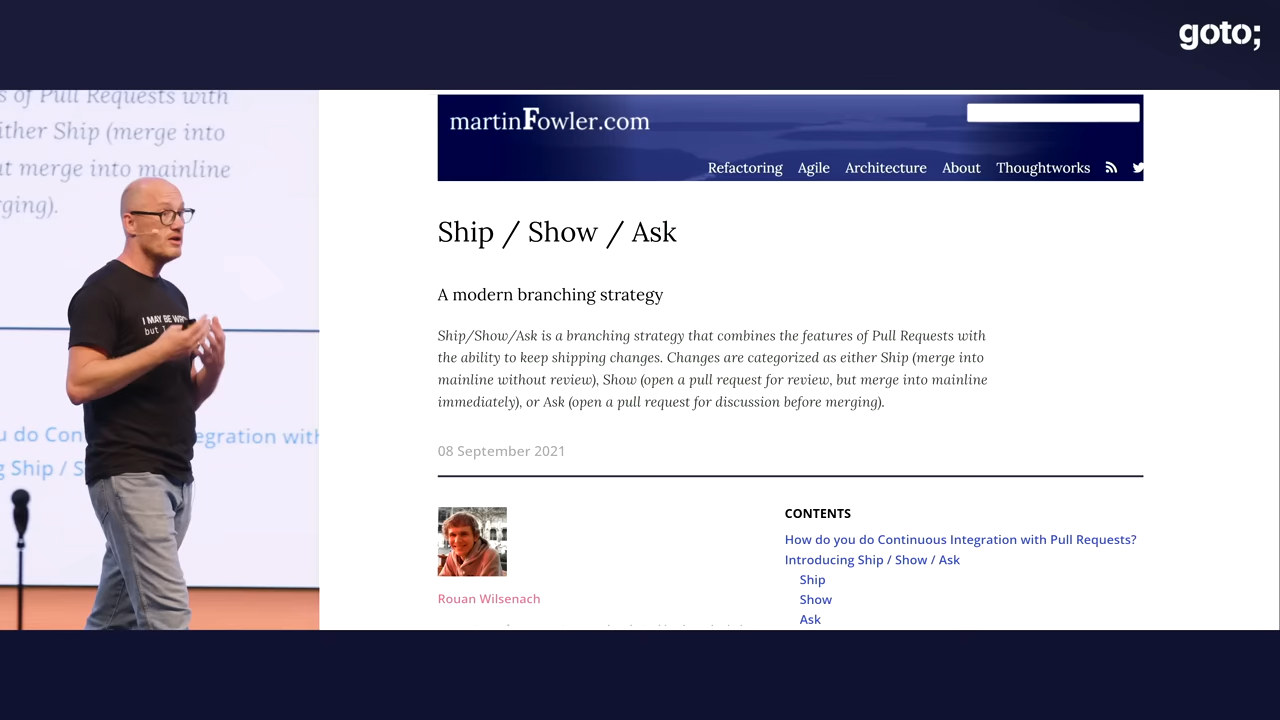 goto;
s of Pull Requests with
ither Ship (merge into
ut merge into mainline
rging).
I MAY BE
but I
u do Con egration with
g Ship / S
martinFowler.com
Refactoring Agile Architecture About Thoughtworks
Ship / Show / Ask
A modern branching strategy
Ship/Show/Ask is a branching strategy that combines the features of Pull Requests with
the ability to keep shipping changes. Changes are categorized as either Ship (merge into
mainline without review), Show (open a pull request for review, but merge into mainline
immediately), or Ask (open a pull request for discussion before merging).
08 September 2021
Rouan Wilsenach
CONTENTS
How do you do Continuous Integration with Pull Requests?
Introducing Ship / Show / Ask
Ship
Show
Ask